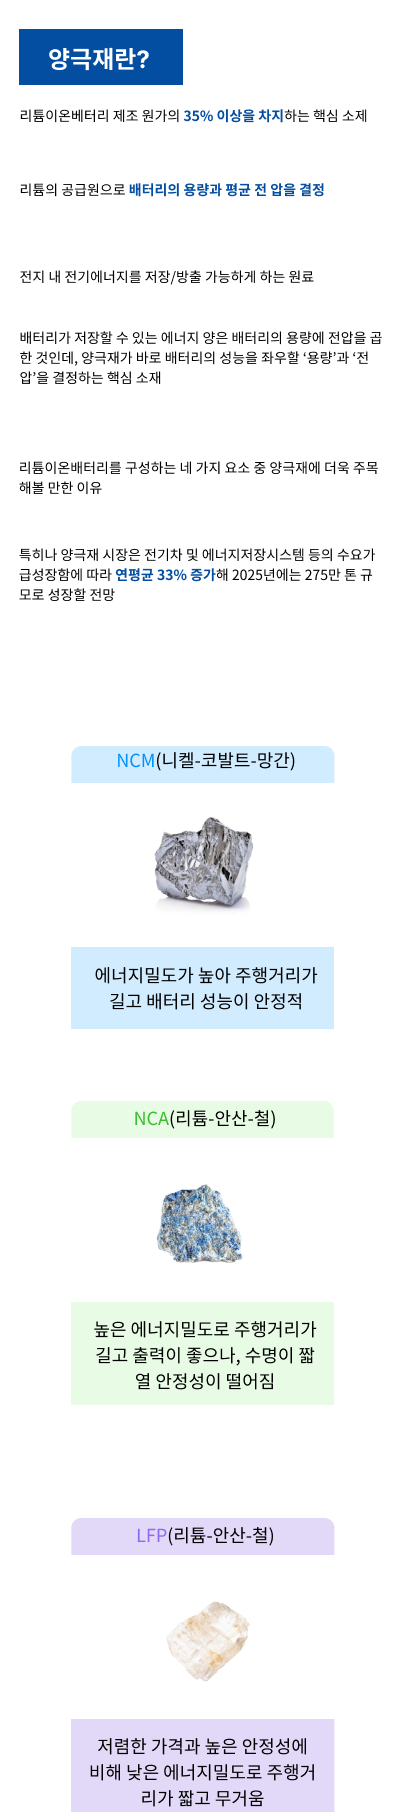 양극재란?
리튬이온베터리 제조 원가의 35% 이상을 차지하는 핵심 소제
리튬의 공급원으로 배터리의 용량과 평균 전 압을 결정
전지 내 전기에너지를 저장/방출 가능하게 하는 원료
배터리가 저장할 수 있는 에너지 양은 배터리의 용량에 전압을 곱
한 것인데, 양극재가 바로 배터리의 성능을 좌우할 ‘용량’과 ‘전
압’을 결정하는 핵심 소재
리튬이온배터리를 구성하는 네 가지 요소 중 양극재에 더욱 주목
해볼 만한 이유
특히나 양극재 시장은 전기차 및 에너지저장시스템 등의 수요가
급성장함에 따라 연평균 33% 증가해 2025년에는 275만 톤 규
모로 성장할 전망
NCM(니켈-코발트-망간)
에너지밀도가 높아 주행거리가
길고 배터리 성능이 안정적
NCA(리튬-안산-철)
높은 에너지밀도로 주행거리가
길고 출력이 좋으나, 수명이 짧
열 안정성이 떨어짐
LFP(리튬-안산-철)
저렴한 가격과 높은 안정성에
비해 낮은 에너지밀도로 주행거
리가 짧고 무거움